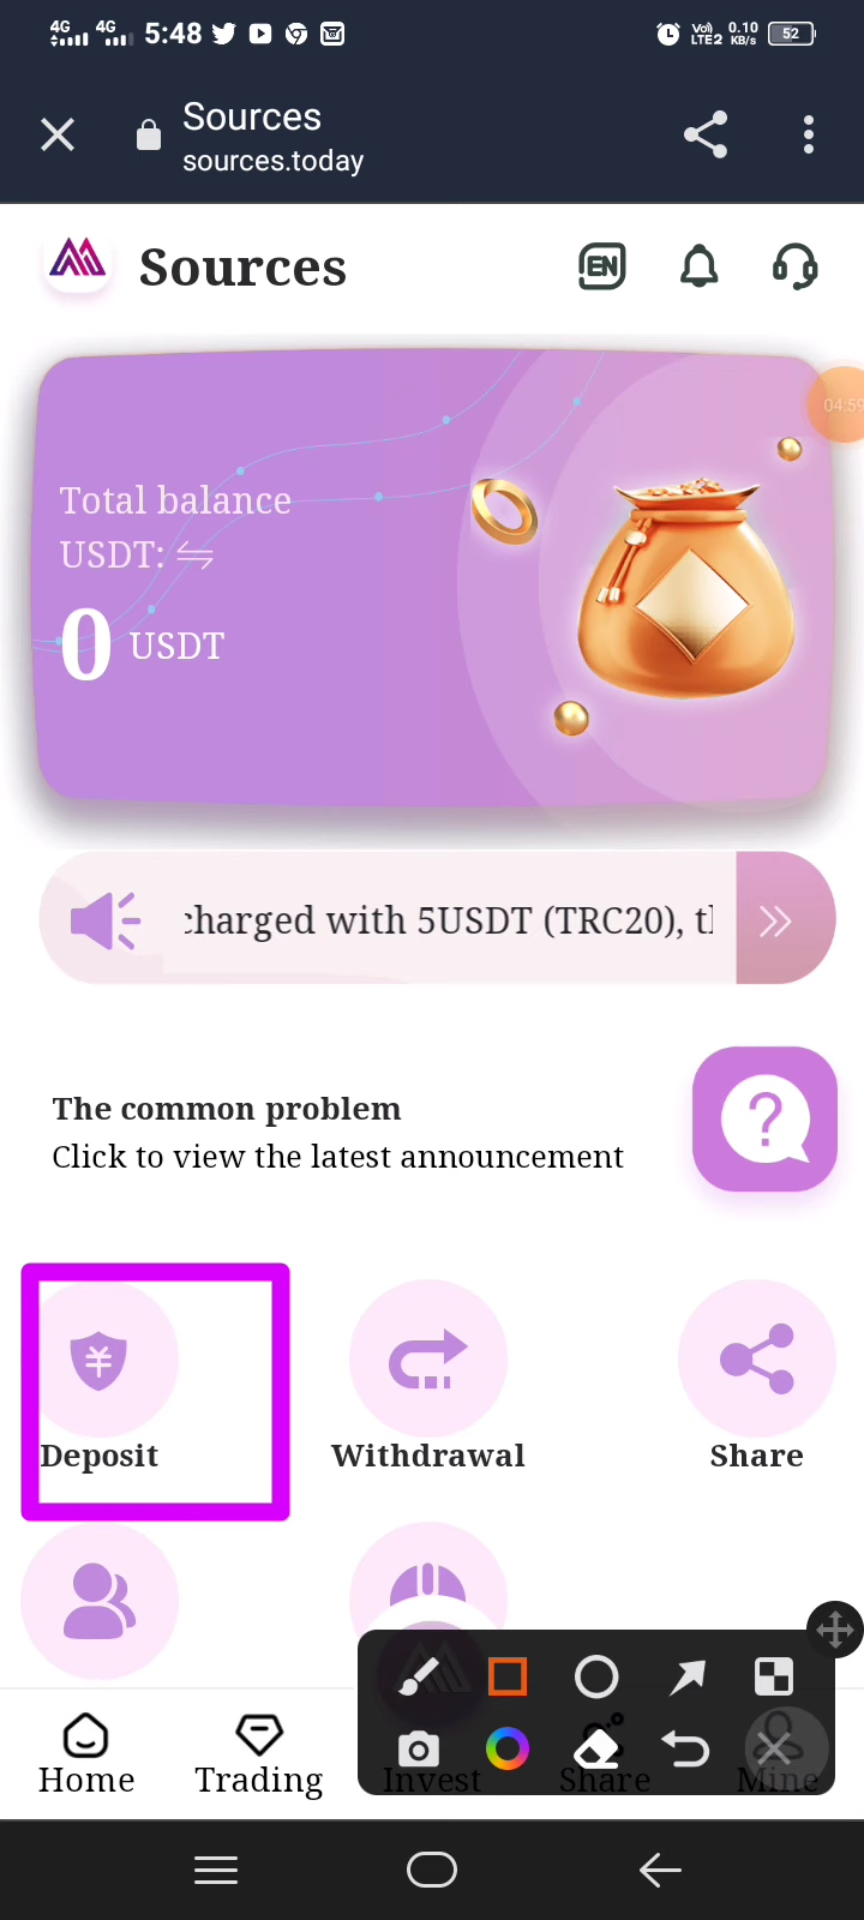 4G 4G 5:48 Vo) LTE2 0.10 KB/s 52
Sources
sources.today
Sources EN
04:59
Total balance
USDT:
0 USDT
charged with 5USDT (TRC20),
The common problem
Click to view the latest announcement
Deposit Withdrawal Share
Home Trading Invest Share Mine